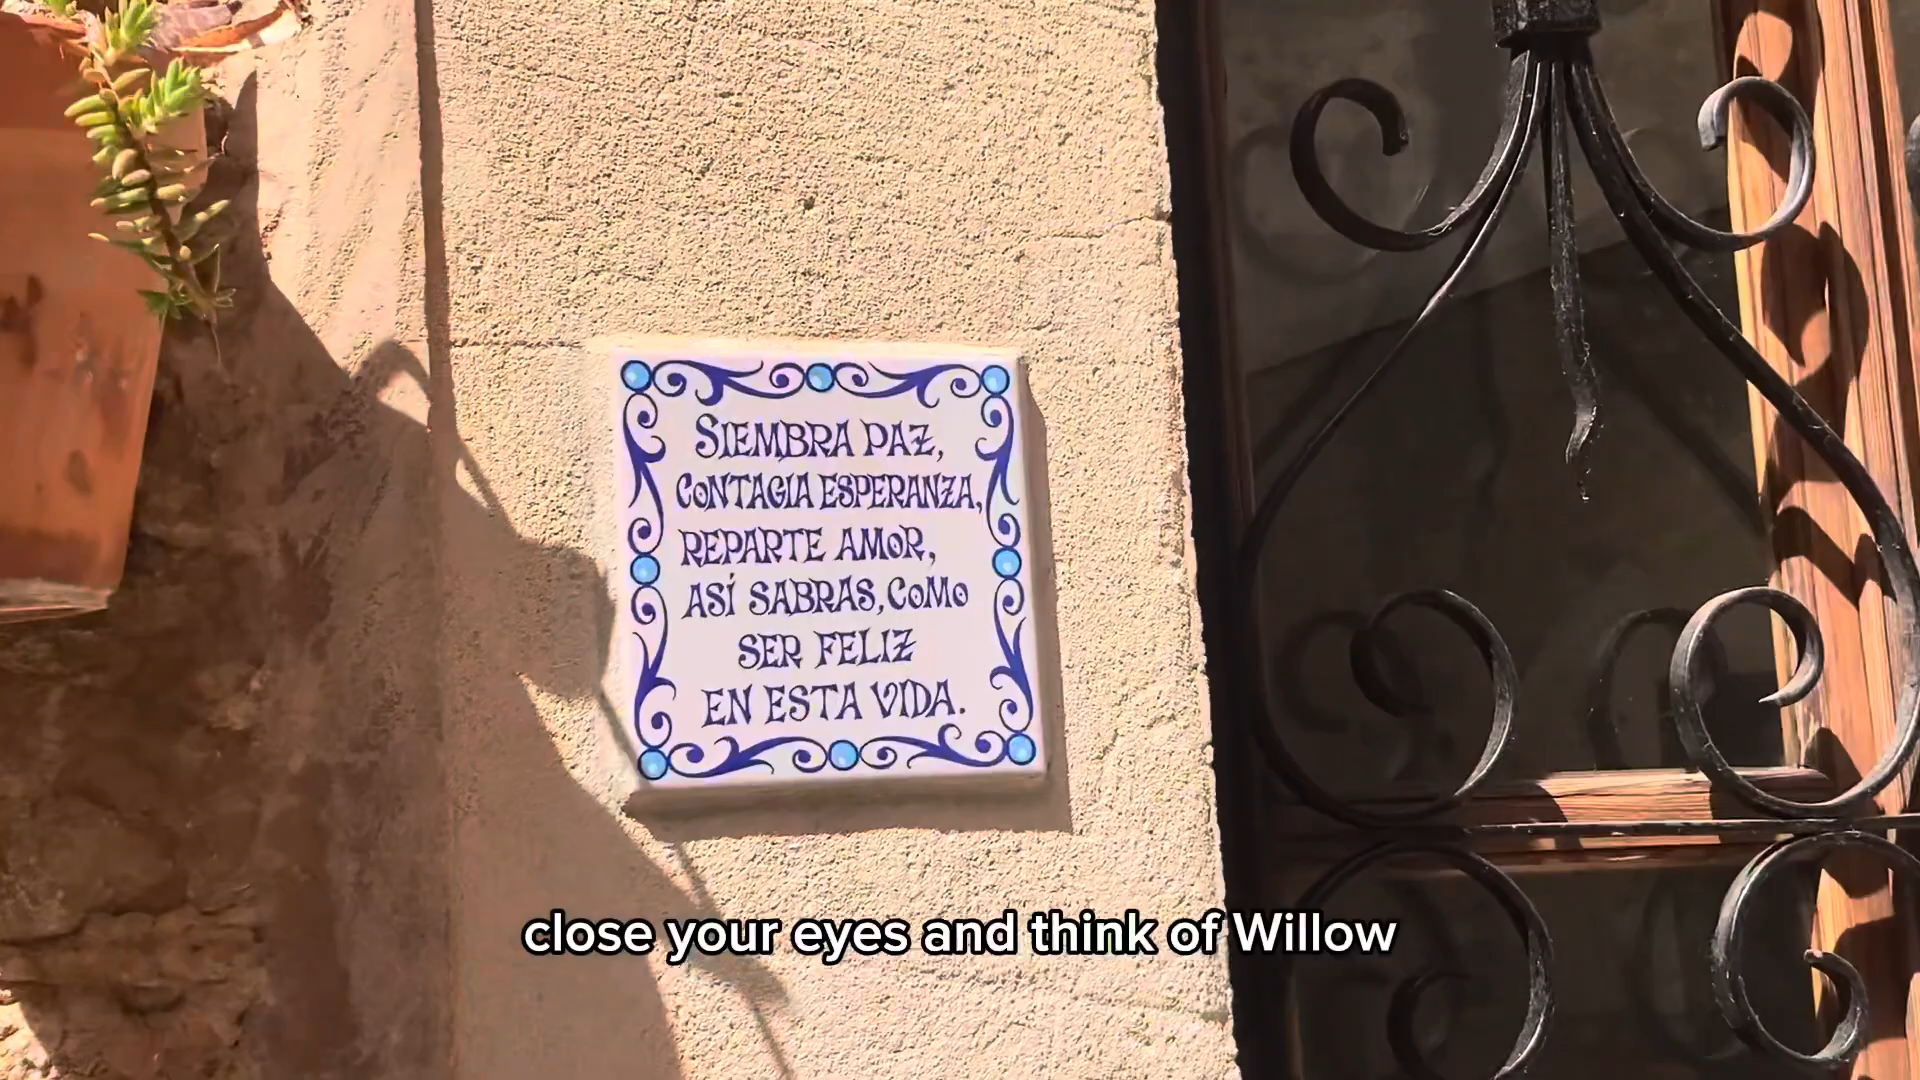 SIEMBRA PAZ,
CONTAGIA ESPERANZA,
REPARTE AMOR,
ASÍ SABRAS, COMO
SER FELIZ
EN ESTA VIDA.
close your eyes and think of Willow